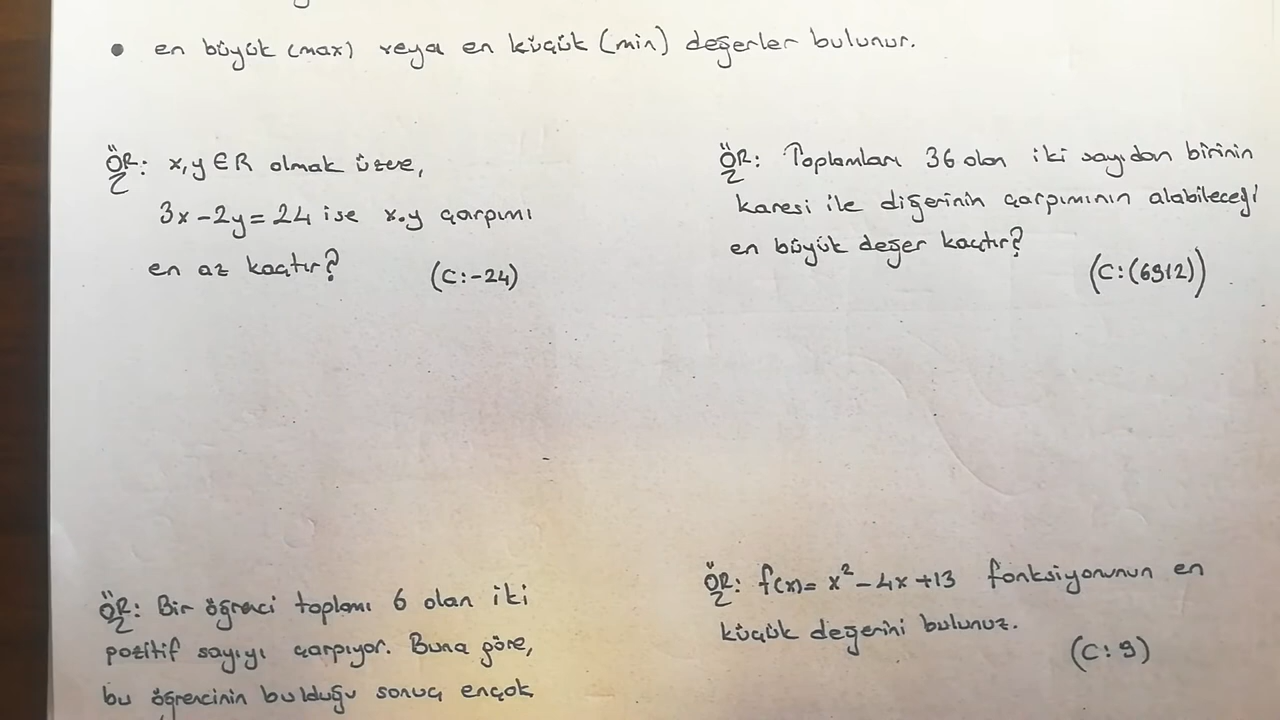 • en büyük (max) veya en küçük (min) değerler bulunur.
ÖR: x,y ∈ R olmak üzere,
3x-2y=24 ise x.y çarpımı
en az kaçtır?
(C:-24)
ÖR: Toplamları 36 olan iki sayıdan birinin
karesi ile diğerinin çarpımının alabileceği
en büyük değer kaçtır?
(C:(6912))
ÖR: Bir öğrenci toplamı 6 olan iki
pozitif sayıyı çarpıyor. Buna göre,
bu öğrencinin bulduğu sonuç ençok
ÖR: f(x)= x²-4x+13 fonksiyonunun en
küçük değerini bulunuz.
(C:9)